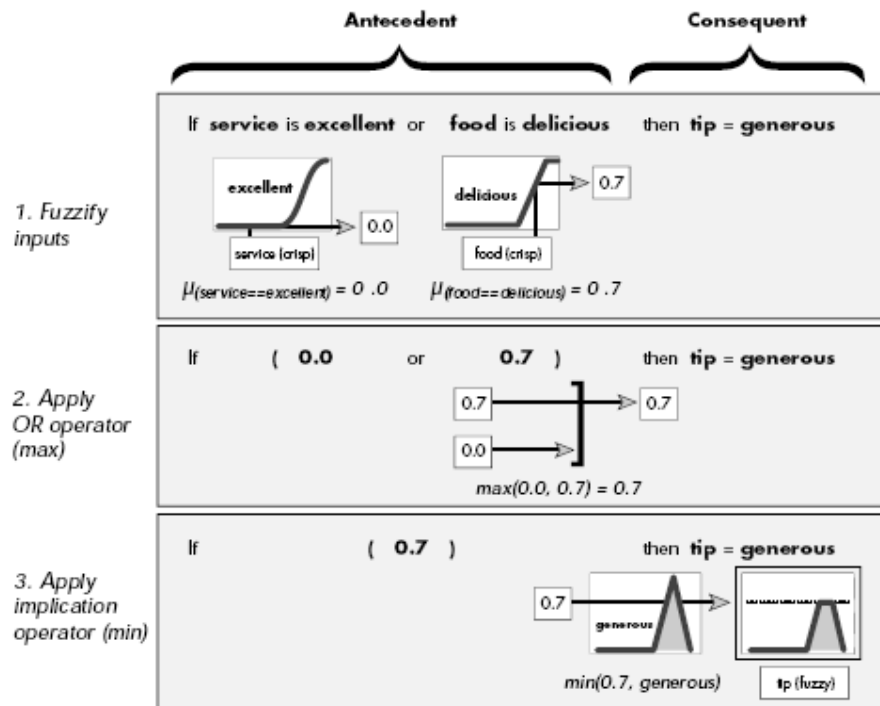 Antecedent Consequent
If service is excellent or food is delicious then tip = generous
1. Fuzzify
inputs
excellent
0.0
service (crisp)
μ(service==excellent) = 0 .0
delicious
0.7
food (crisp)
μ(food==delicious) = 0 .7
If ( 0.0 or 0.7 ) then tip = generous
2. Apply
OR operator
(max)
0.7
0.7
0.0
max(0.0, 0.7) = 0.7
If ( 0.7 ) then tip = generous
3. Apply
implication
operator (min)
0.7
generous
min(0.7, generous)
tip (fuzzy)